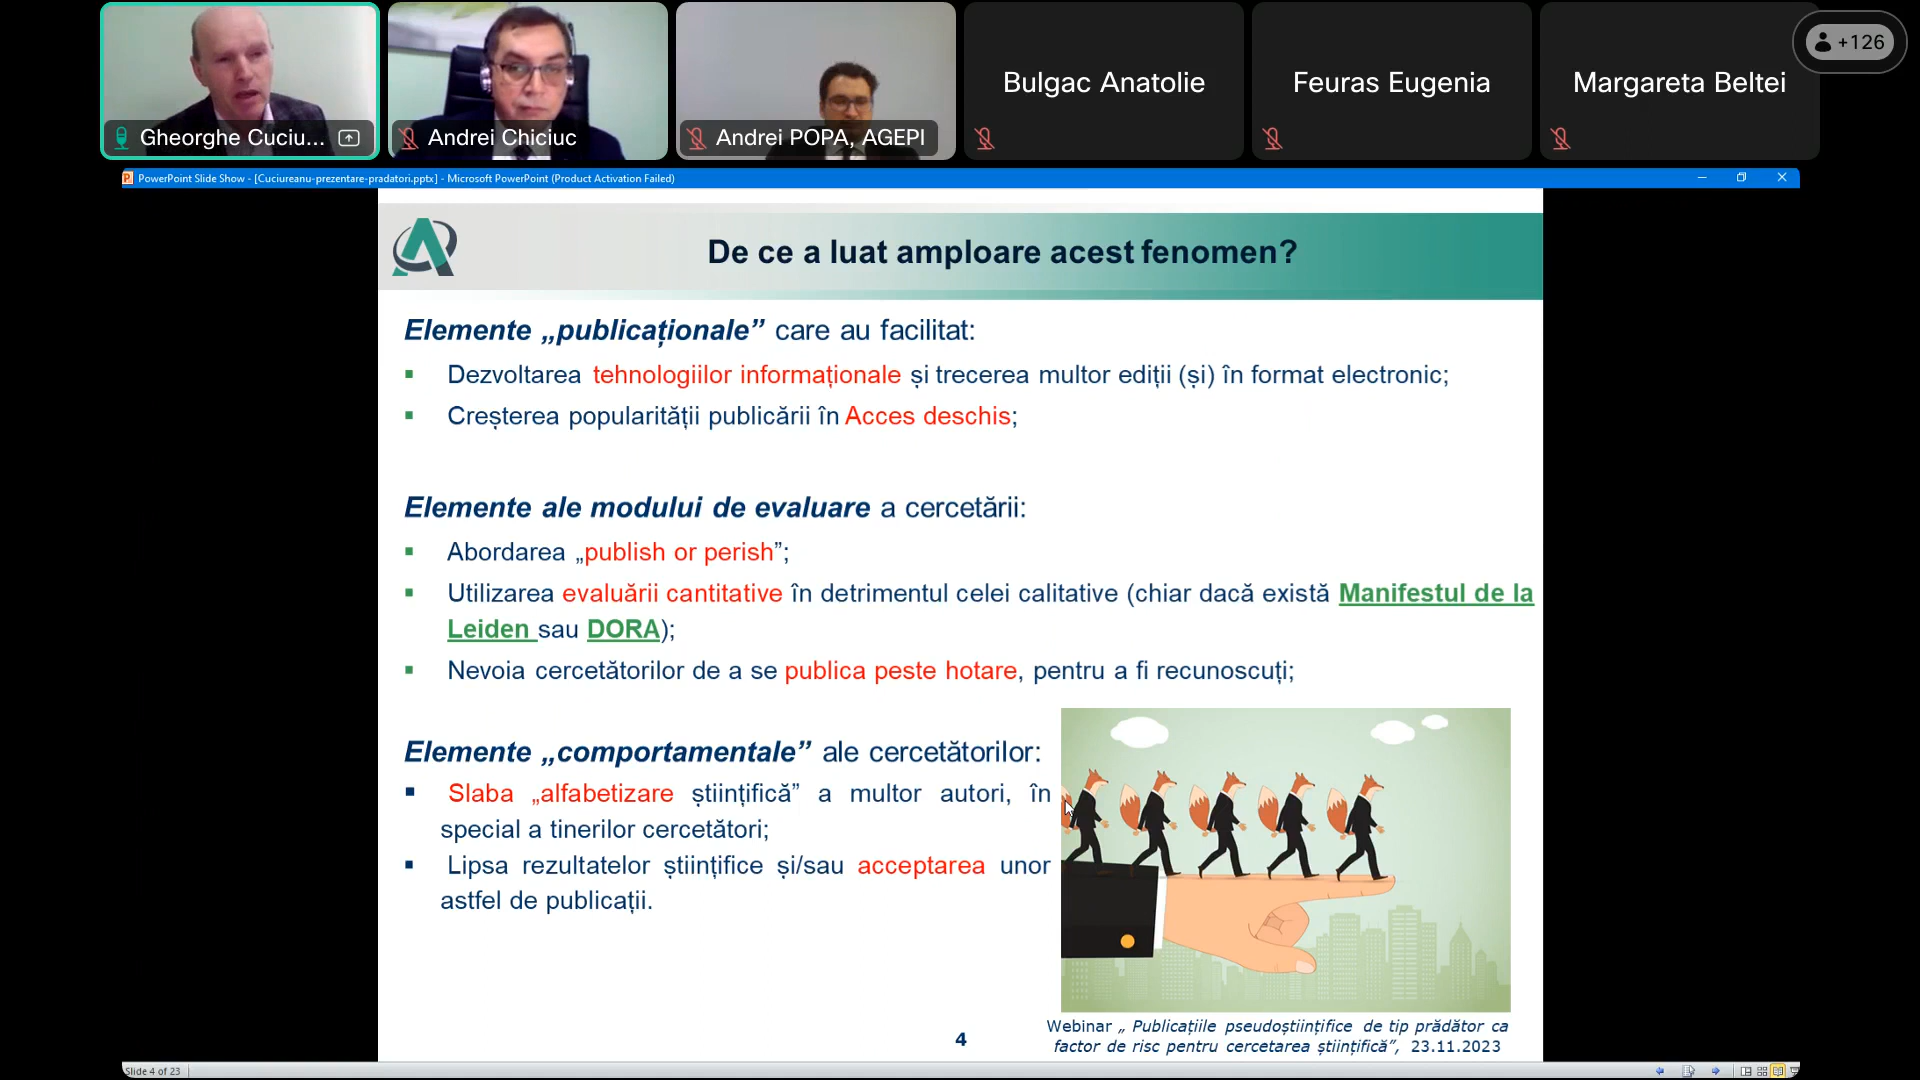 Gheorghe Cuciu...
Andrei Chiciuc
Andrei POPA, AGEPI
Bulgac Anatolie
Feuras Eugenia
Margareta Beltei
+126
PowerPoint Slide Show - [Cuciureanu-prezentare-pradatori.pptx] - Microsoft PowerPoint (Product Activation Failed)
De ce a luat amploare acest fenomen?
Elemente „publicaționale” care au facilitat:
▪ Dezvoltarea tehnologiilor informaționale și trecerea multor ediții (și) în format electronic;
▪ Creșterea popularității publicării în Acces deschis;
Elemente ale modului de evaluare a cercetării:
▪ Abordarea „publish or perish”;
▪ Utilizarea evaluării cantitative în detrimentul celei calitative (chiar dacă există Manifestul de la
Leiden sau DORA);
▪ Nevoia cercetătorilor de a se publica peste hotare, pentru a fi recunoscuți;
Elemente „comportamentale” ale cercetătorilor:
▪ Slaba „alfabetizare științifică” a multor autori, în
special a tinerilor cercetători;
▪ Lipsa rezultatelor științifice și/sau acceptarea unor
astfel de publicații.
4
Webinar „ Publicațiile pseudoștiințifice de tip prădător ca
factor de risc pentru cercetarea științifică”, 23.11.2023
Slide 4 of 23